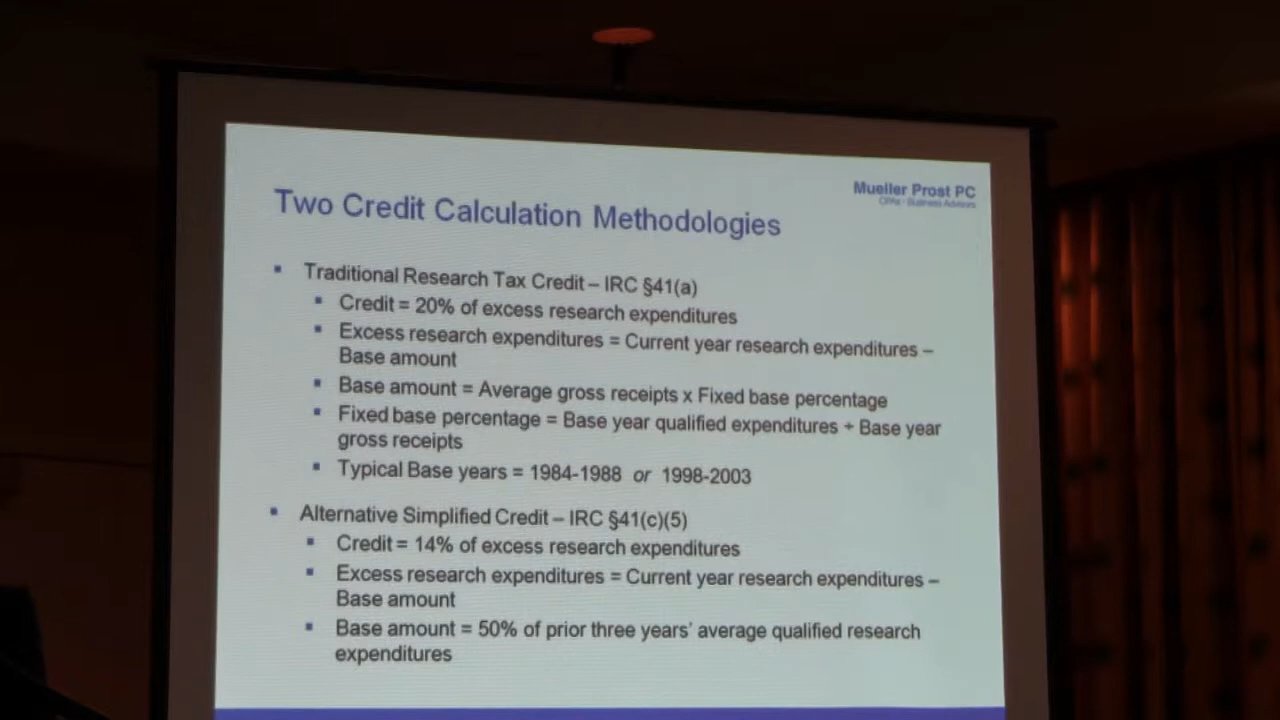 Mueller Prost PC
CPAs • Business Advisors
Two Credit Calculation Methodologies
▪ Traditional Research Tax Credit – IRC §41(a)
▪ Credit = 20% of excess research expenditures
▪ Excess research expenditures = Current year research expenditures –
Base amount
▪ Base amount = Average gross receipts x Fixed base percentage
▪ Fixed base percentage = Base year qualified expenditures ÷ Base year
gross receipts
▪ Typical Base years = 1984-1988 or 1998-2003
▪ Alternative Simplified Credit – IRC §41(c)(5)
▪ Credit = 14% of excess research expenditures
▪ Excess research expenditures = Current year research expenditures –
Base amount
▪ Base amount = 50% of prior three years’ average qualified research
expenditures